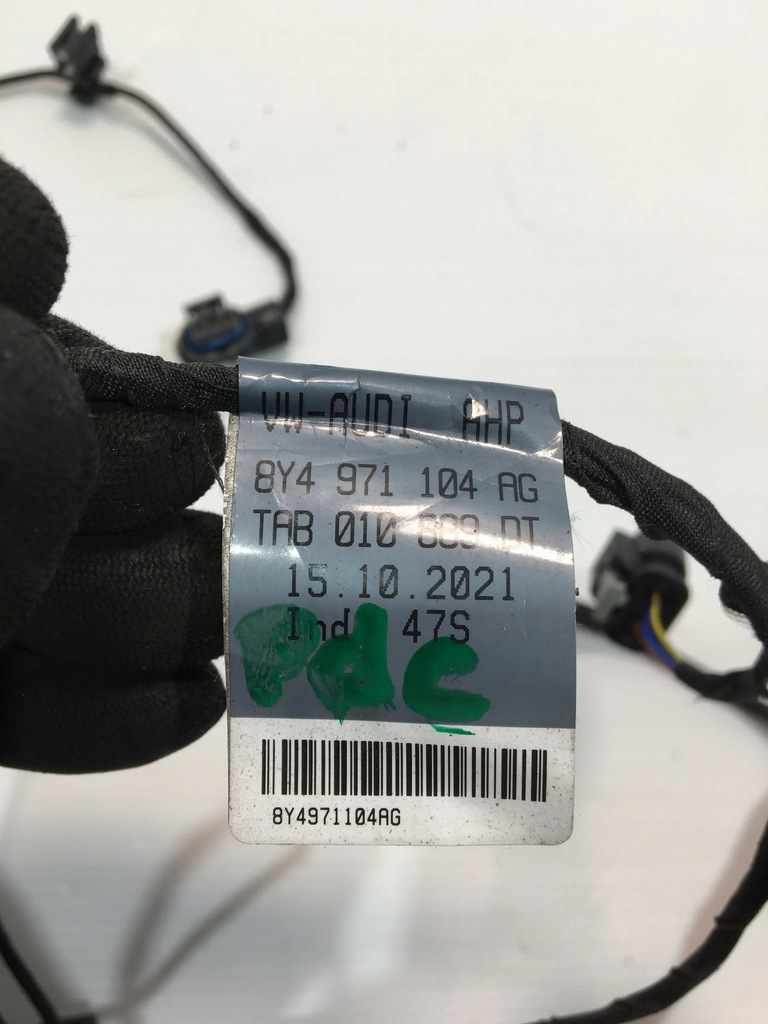 VW-AUDI AHP
8Y4 971 104 AG
TAB 010 889 DT
15.10.2021
Ind 47S
Pdc
8Y4971104AG